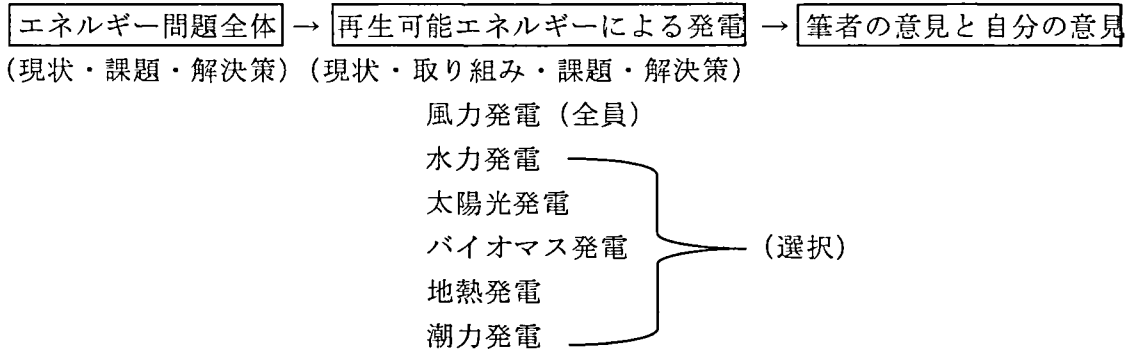 エネルギー問題全体 → 再生可能エネルギーによる発電 → 筆者の意見と自分の意見
(現状・課題・解決策) (現状・取り組み・課題・解決策)
風力発電 (全員)
水力発電
太陽光発電
バイオマス発電 (選択)
地熱発電
潮力発電